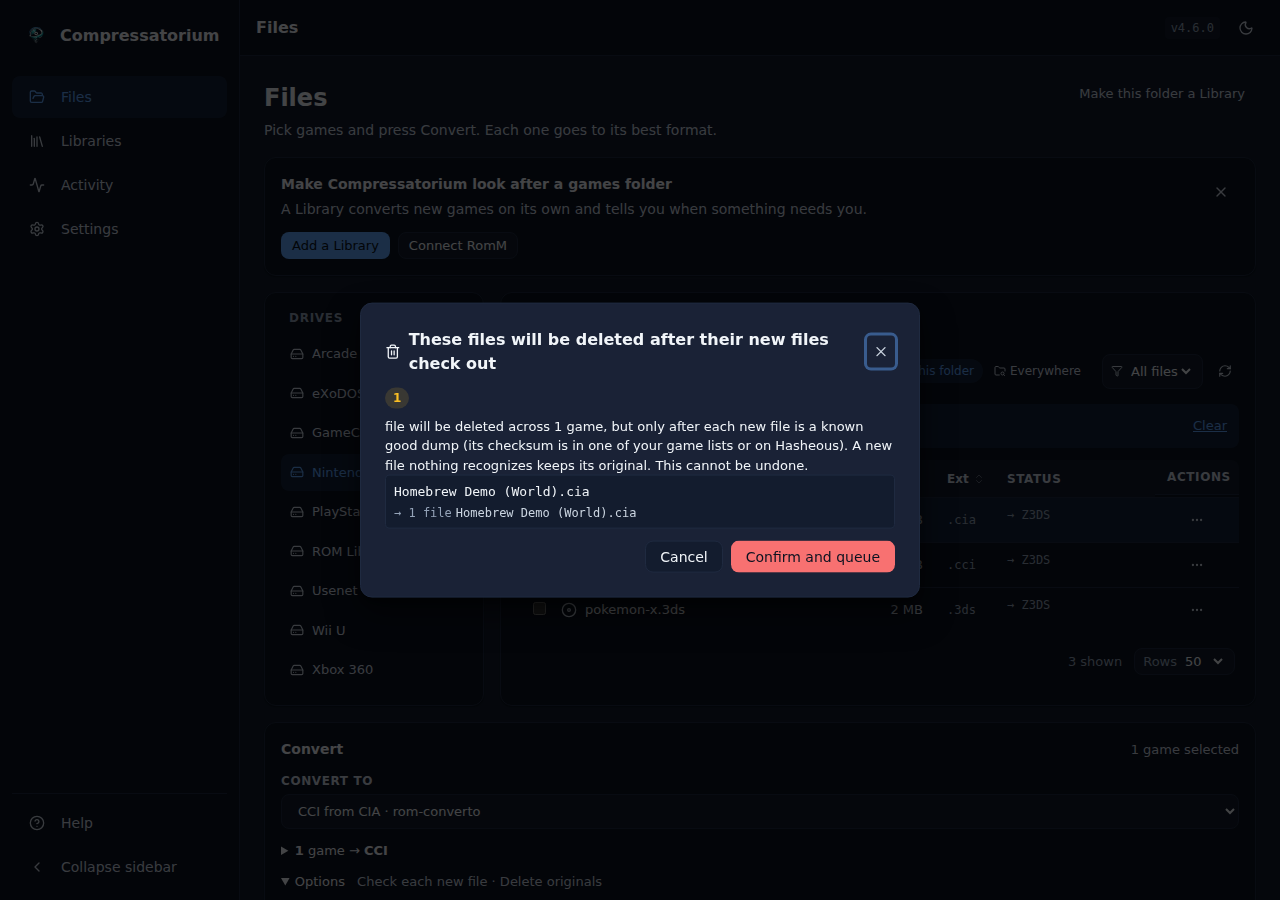 Compressatorium
Files
v4.6.0
Files
Libraries
Activity
Settings
Help
Collapse sidebar
Files
Make this folder a Library
Pick games and press Convert. Each one goes to its best format.
Make Compressatorium look after a games folder
A Library converts new games on its own and tells you when something needs you.
Add a Library
Connect RomM
DRIVES
Arcade
eXoDOS
GameC
Nintend
PlaySta
ROM Li
Usenet
Wii U
Xbox 360
his folder
Everywhere
All files
Clear
Ext
STATUS
ACTIONS
.cia
→ Z3DS
.cci
→ Z3DS
pokemon-x.3ds
2 MB
.3ds
→ Z3DS
3 shown
Rows 50
These files will be deleted after their new files
check out
1
file will be deleted across 1 game, but only after each new file is a known
good dump (its checksum is in one of your game lists or on Hasheous). A new
file nothing recognizes keeps its original. This cannot be undone.
Homebrew Demo (World).cia
→ 1 file Homebrew Demo (World).cia
Cancel
Confirm and queue
Convert
1 game selected
CONVERT TO
CCI from CIA · rom-converto
1 game → CCI
Options Check each new file · Delete originals